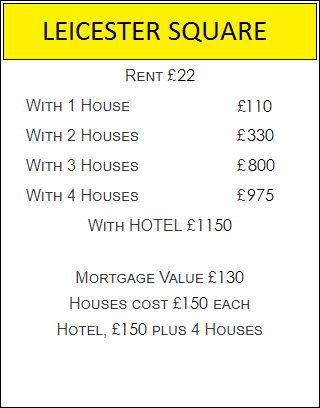 LEICESTER SQUARE
Rent £22
With 1 House £110
With 2 Houses £330
With 3 Houses £800
With 4 Houses £975
With HOTEL £1150
Mortgage Value £130
Houses cost £150 each
Hotel, £150 plus 4 Houses